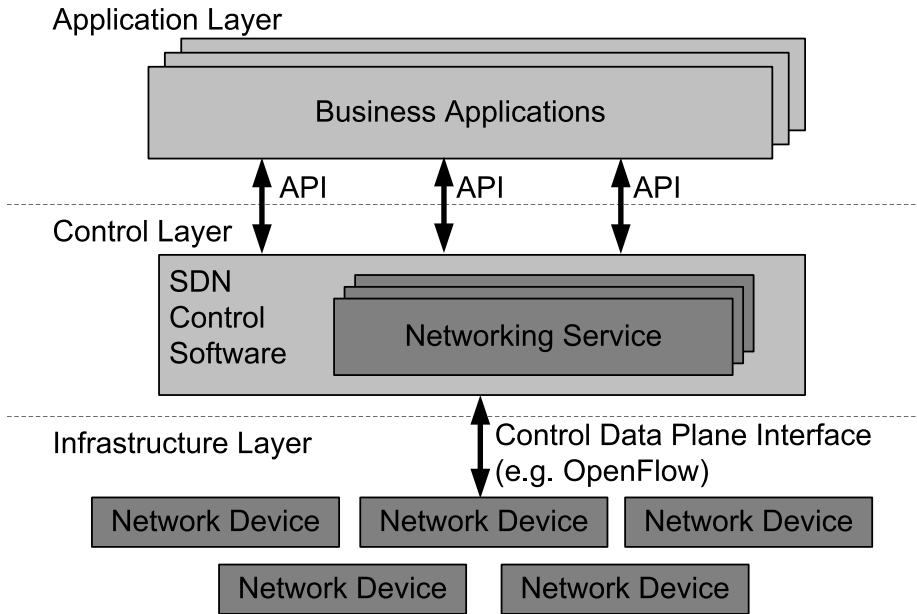 Application Layer
Business Applications
API
API
API
Control Layer
SDN
Control
Software
Networking Service
Infrastructure Layer
Control Data Plane Interface
(e.g. OpenFlow)
Network Device
Network Device
Network Device
Network Device
Network Device